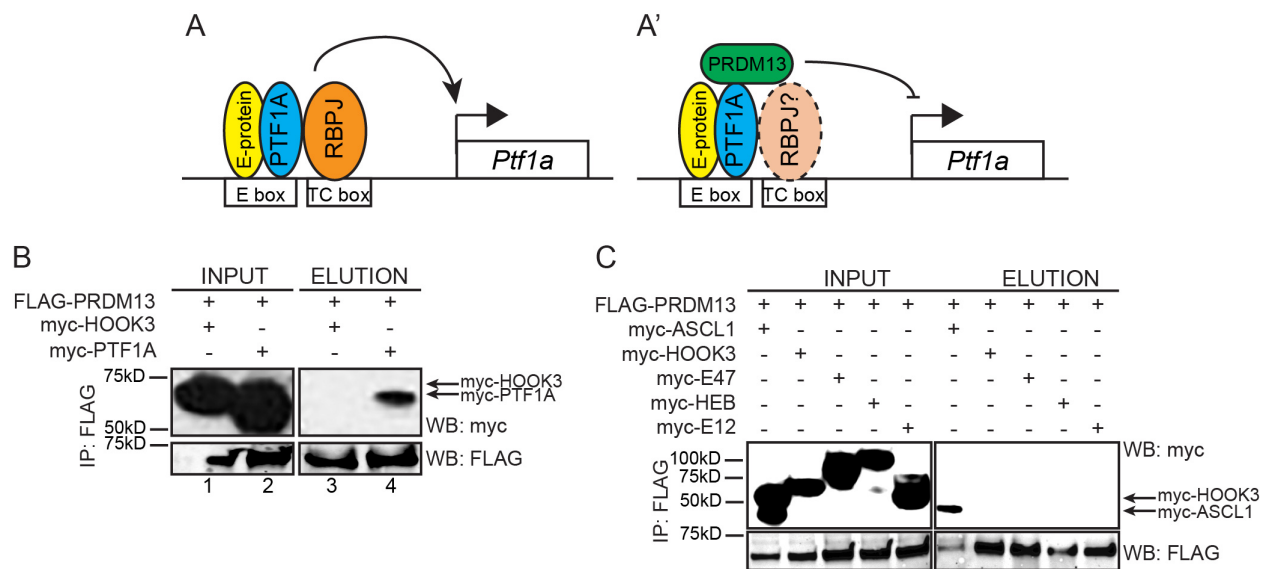 A
E-protein
PTF1A
RBPJ
E box
TC box
Ptf1a
A'
PRDM13
E-protein
PTF1A
RBPJ?
E box
TC box
Ptf1a
B
INPUT ELUTION
FLAG-PRDM13 + + + +
myc-HOOK3 + - + -
myc-PTF1A - + - +
75kD
50kD
75kD
IP: FLAG
myc-HOOK3
myc-PTF1A
WB: myc
WB: FLAG
1 2 3 4
C
INPUT ELUTION
FLAG-PRDM13 + + + + + + + + + +
myc-ASCL1 + - - - - + - - - -
myc-HOOK3 - + - - - - + - - -
myc-E47 - - + - - - - + - -
myc-HEB - - - + - - - - + -
myc-E12 - - - - + - - - - +
100kD
75kD
50kD
75kD
IP: FLAG
WB: myc
myc-HOOK3
myc-ASCL1
WB: FLAG